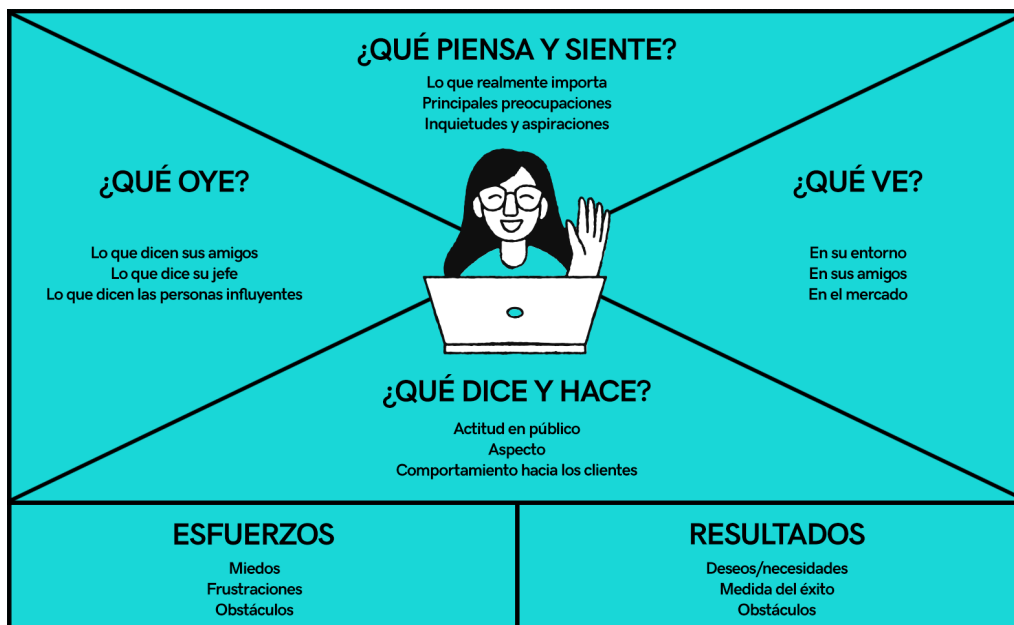 ¿QUÉ PIENSA Y SIENTE?
Lo que realmente importa
Principales preocupaciones
Inquietudes y aspiraciones
¿QUÉ OYE?
Lo que dicen sus amigos
Lo que dice su jefe
Lo que dicen las personas influyentes
¿QUÉ VE?
En su entorno
En sus amigos
En el mercado
¿QUÉ DICE Y HACE?
Actitud en público
Aspecto
Comportamiento hacia los clientes
ESFUERZOS
Miedos
Frustraciones
Obstáculos
RESULTADOS
Deseos/necesidades
Medida del éxito
Obstáculos